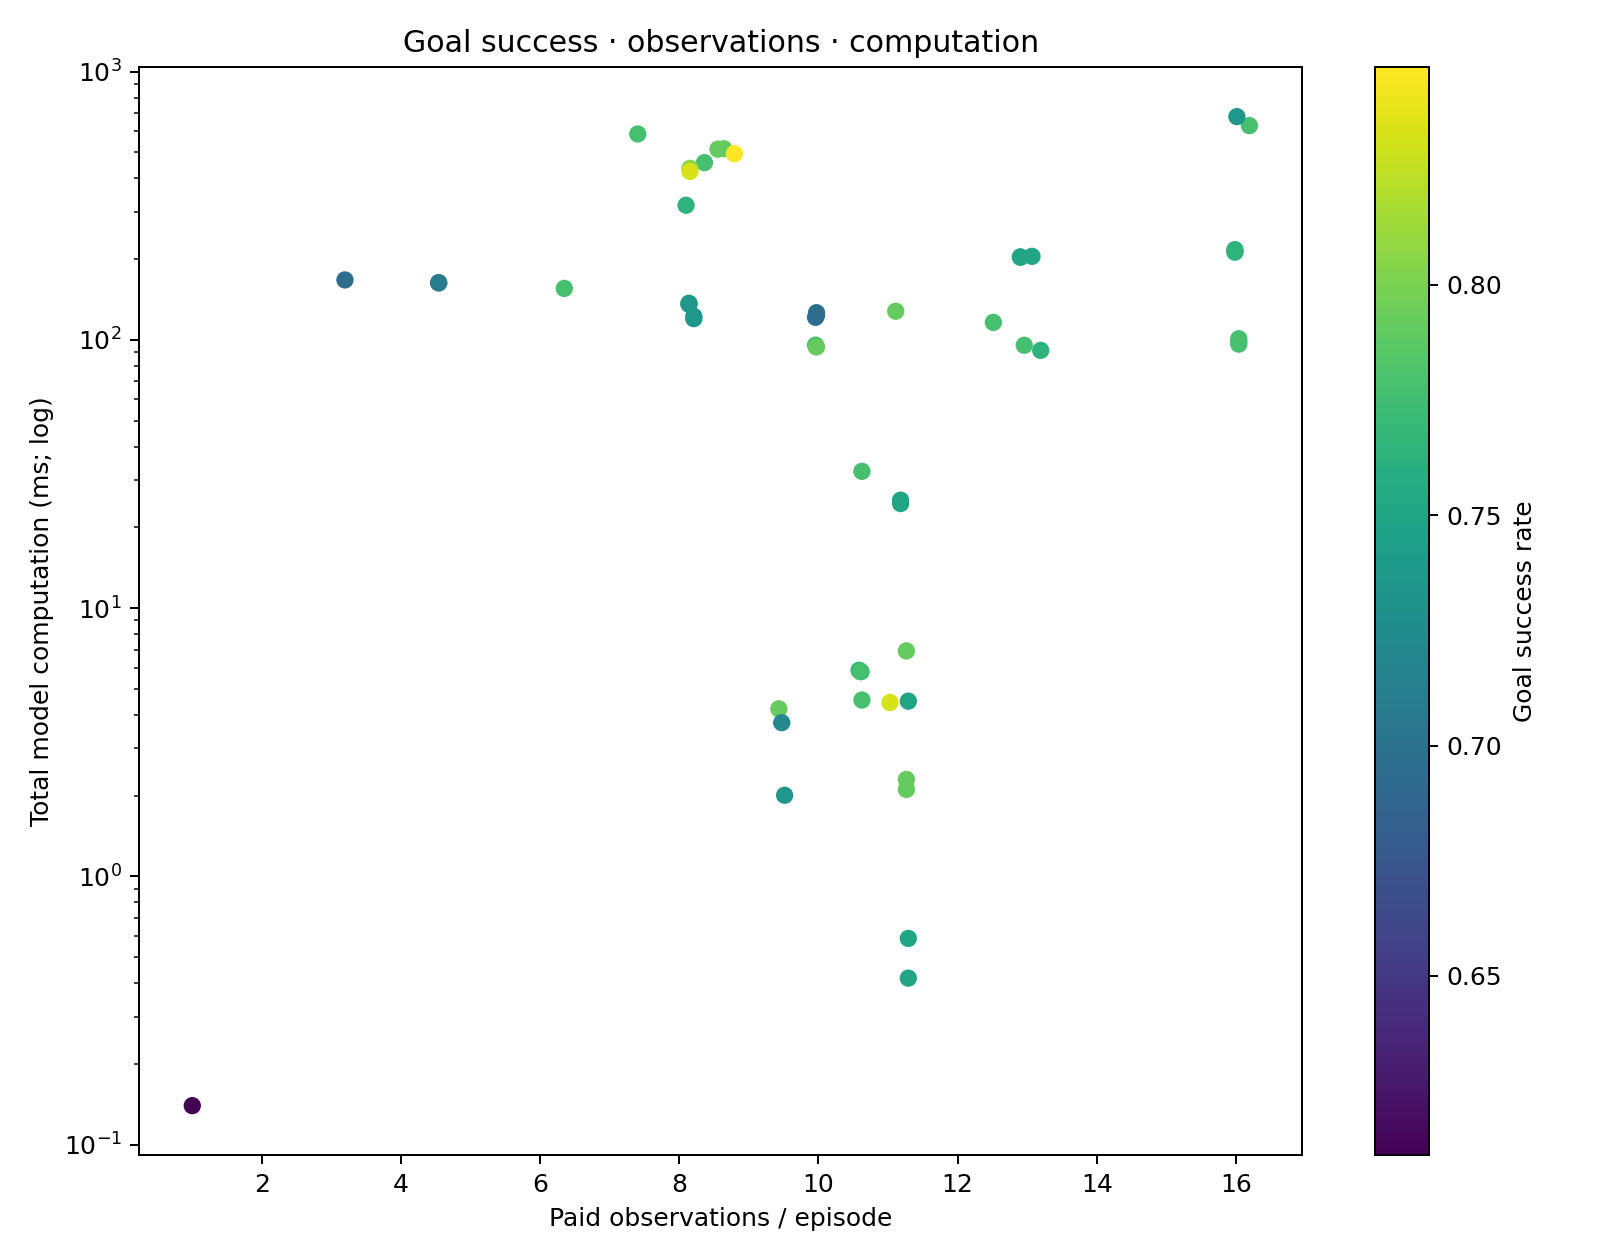 Goal success · observations · computation
10³
10²
10¹
10⁰
10⁻¹
Total model computation (ms; log)
2 4 6 8 10 12 14 16
Paid observations / episode
0.80
0.75
0.70
0.65
Goal success rate